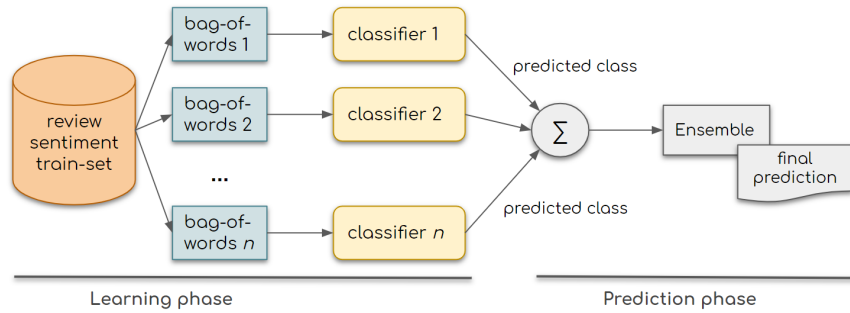 review
sentiment
train-set
bag-of-
words 1
classifier 1
bag-of-
words 2
classifier 2
...
bag-of-
words n
classifier n
predicted class
predicted class
∑
Ensemble
final
prediction
Learning phase
Prediction phase